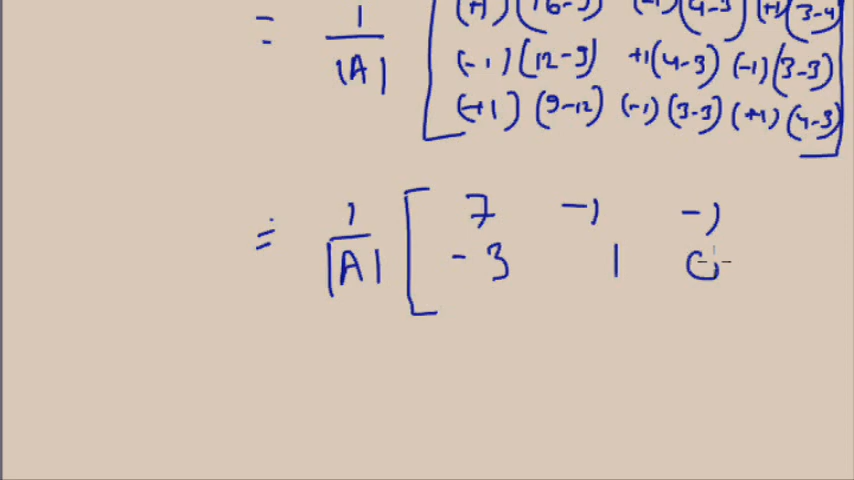 = 1/|A| [ (+1)(16-9) (-1)(4-3) (+1)(3-4)
(-1)(12-9) +1(4-3) (-1)(3-3)
(+1)(9-12) (-1)(3-3) (+1)(4-3) ]
= 1/|A| [ 7 -1 -1
-3 1 0